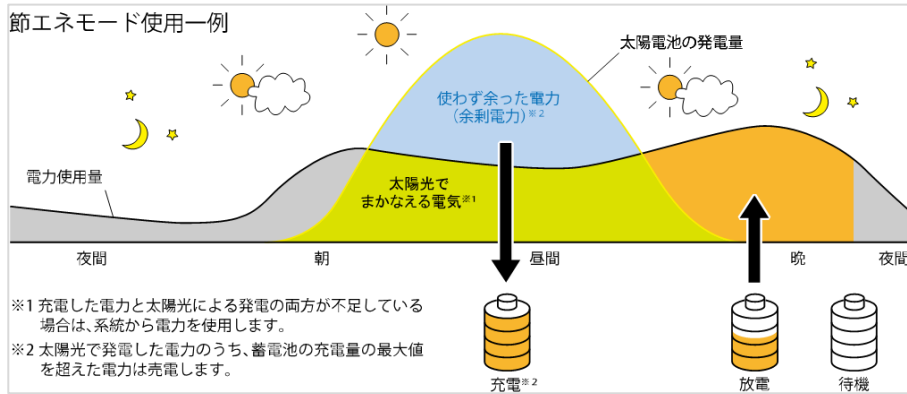 節エネモード使用一例
太陽電池の発電量
使わず余った電力
（余剰電力）※2
電力使用量
太陽光で
まかなえる電気※1
夜間
朝
昼間
晩
夜間
※1 充電した電力と太陽光による発電の両方が不足している
場合は、系統から電力を使用します。
※2 太陽光で発電した電力のうち、蓄電池の充電量の最大値
を超えた電力は売電します。
充電※2
放電
待機